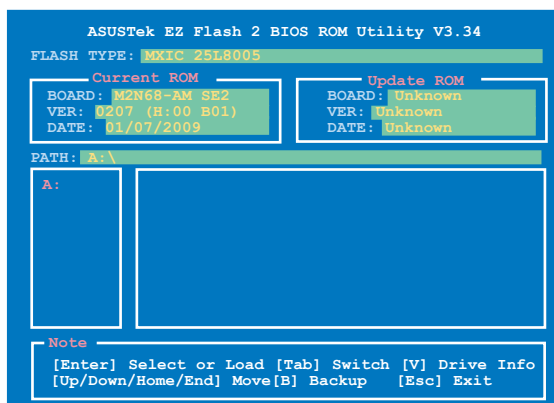 ASUSTek EZ Flash 2 BIOS ROM Utility V3.34
FLASH TYPE: MXIC 25L8005
Current ROM
BOARD: M2N68-AM SE2
VER: 0207 (H:00 B01)
DATE: 01/07/2009
Update ROM
BOARD: Unknown
VER: Unknown
DATE: Unknown
PATH: A:\
A:
Note
[Enter] Select or Load [Tab] Switch [V] Drive Info
[Up/Down/Home/End] Move[B] Backup [Esc] Exit